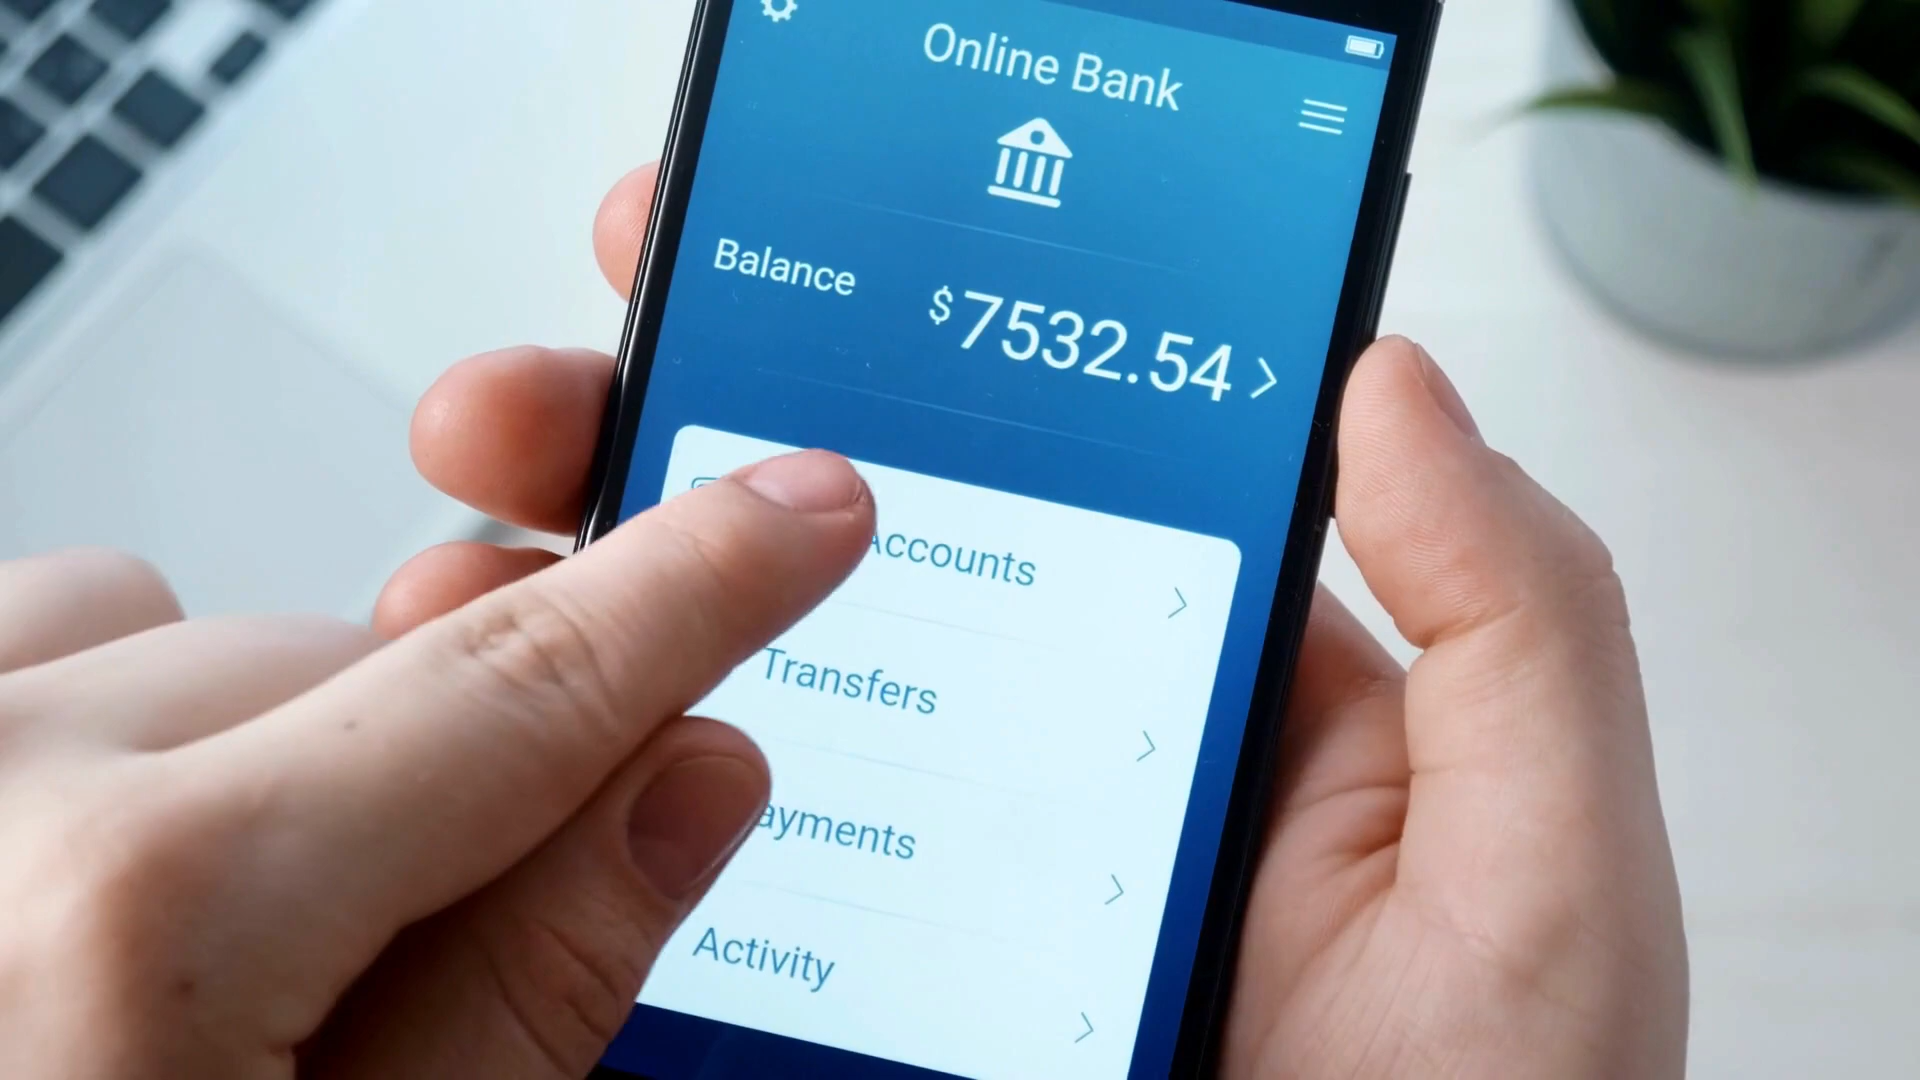 Online Bank
Balance
$7532.54
Accounts
Transfers
ayments
Activity